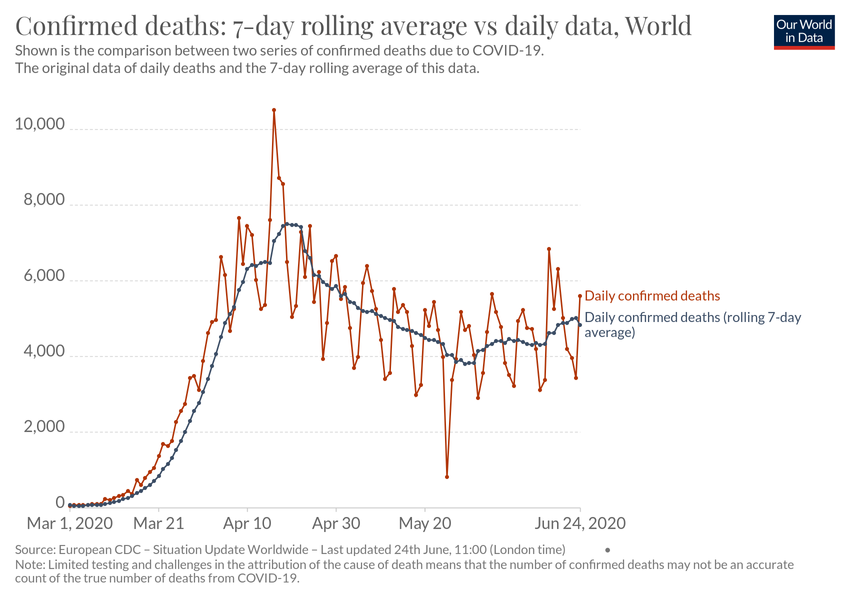 Confirmed deaths: 7-day rolling average vs daily data, World
Our World
in Data
Shown is the comparison between two series of confirmed deaths due to COVID-19.
The original data of daily deaths and the 7-day rolling average of this data.
10,000
8,000
6,000
4,000
2,000
0
Daily confirmed deaths
Daily confirmed deaths (rolling 7-day
average)
Mar 1, 2020 Mar 21 Apr 10 Apr 30 May 20 Jun 24, 2020
Source: European CDC – Situation Update Worldwide – Last updated 24th June, 11:00 (London time) •
Note: Limited testing and challenges in the attribution of the cause of death means that the number of confirmed deaths may not be an accurate
count of the true number of deaths from COVID-19.